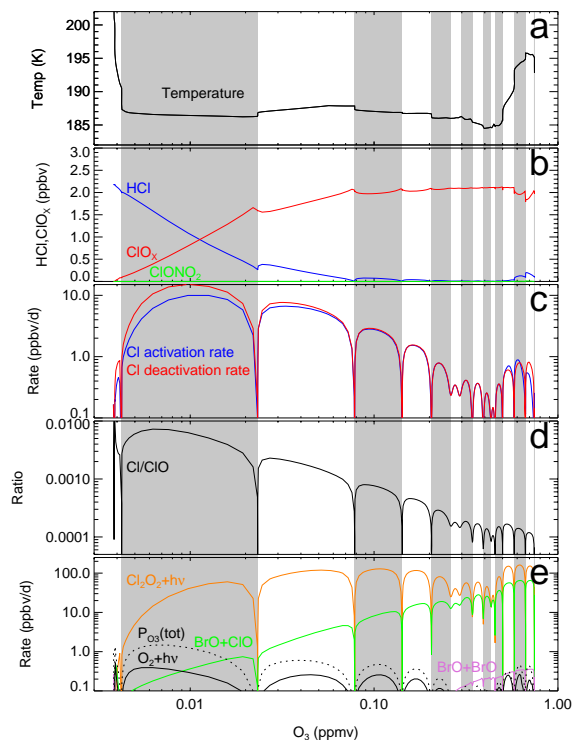 a
200
195
190
185
Temp (K)
Temperature
b
3.0
2.5
2.0
1.5
1.0
0.5
0.0
HCl,ClOₓ (ppbv)
HCl
ClOₓ
ClONO₂
c
10.0
1.0
0.1
Rate (ppbv/d)
Cl activation rate
Cl deactivation rate
d
0.0100
0.0010
0.0001
Ratio
Cl/ClO
e
100.0
10.0
1.0
0.1
Rate (ppbv/d)
Cl₂O₂+hν
BrO+ClO
P_O3(tot)
O₂+hν
BrO+BrO
0.01
0.10
1.00
O₃ (ppmv)